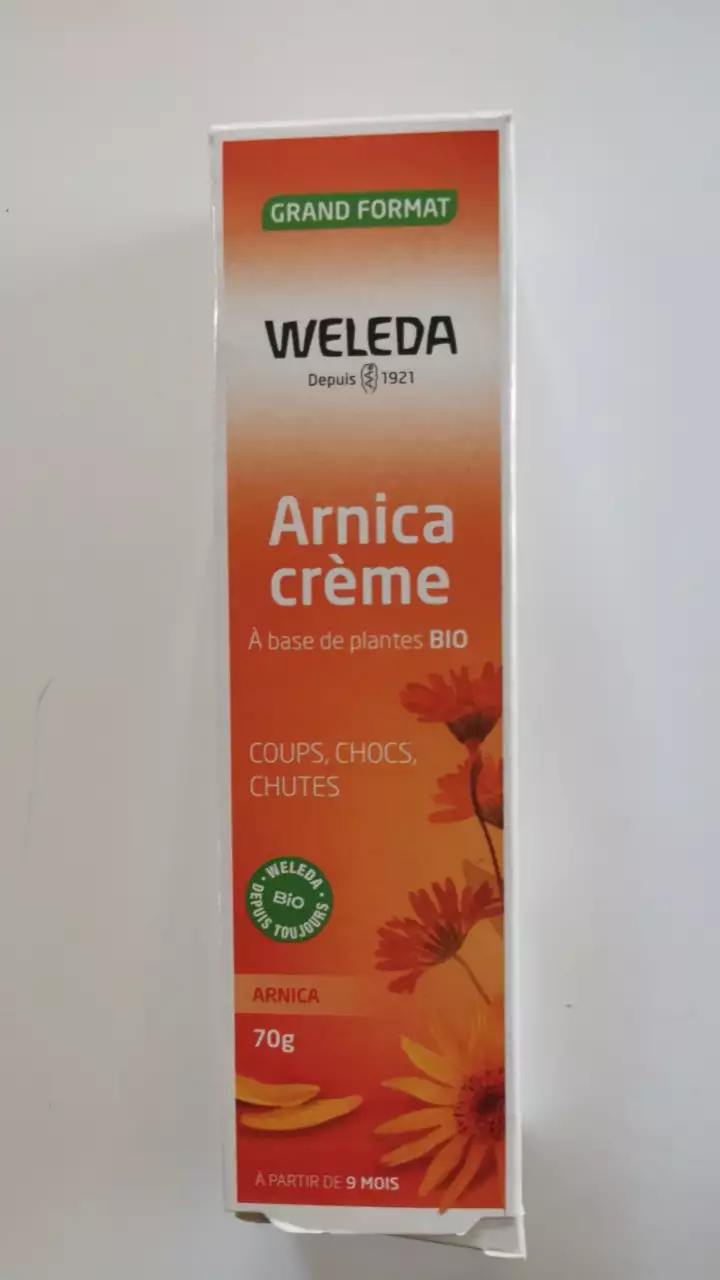 GRAND FORMAT
WELEDA
Depuis 1921
Arnica
crème
À base de plantes BIO
COUPS, CHOCS,
CHUTES
WELEDA
BiO
DEPUIS TOUJOURS
ARNICA
70g
À PARTIR DE 9 MOIS